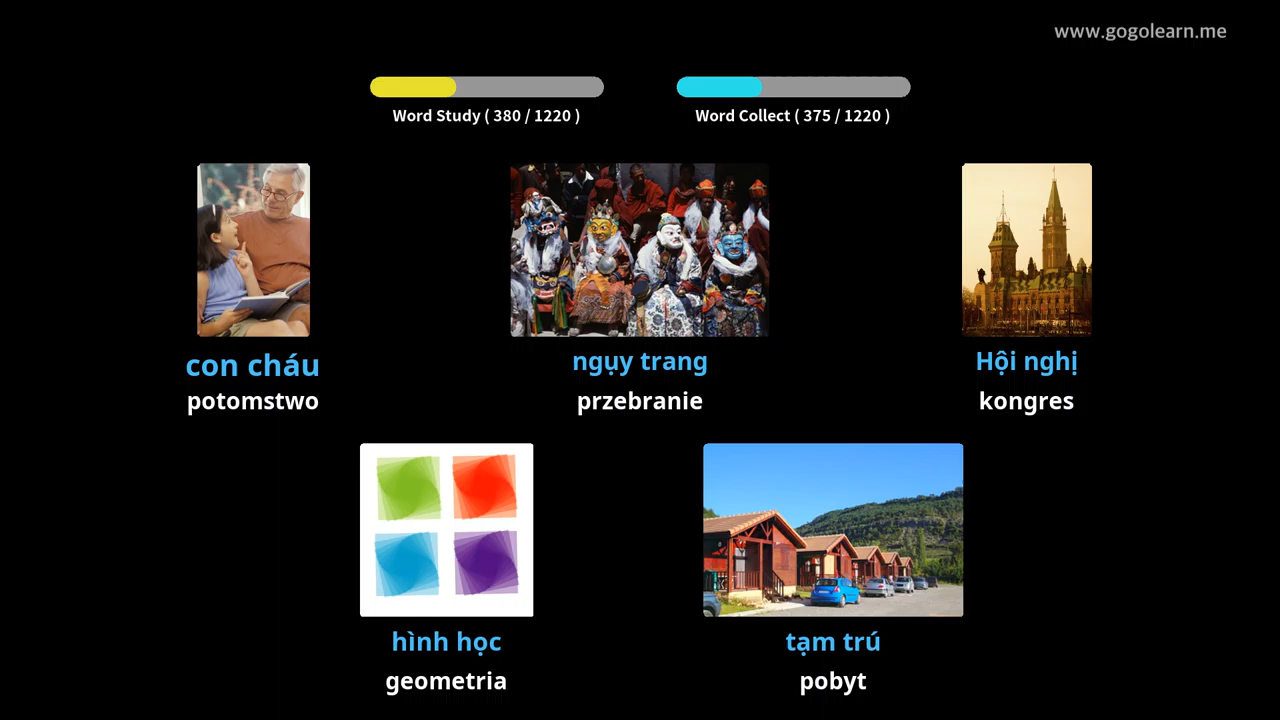 www.gogolearn.me
Word Study ( 380 / 1220 )
Word Collect ( 375 / 1220 )
con cháu
potomstwo
ngụy trang
przebranie
Hội nghị
kongres
hình học
geometria
tạm trú
pobyt